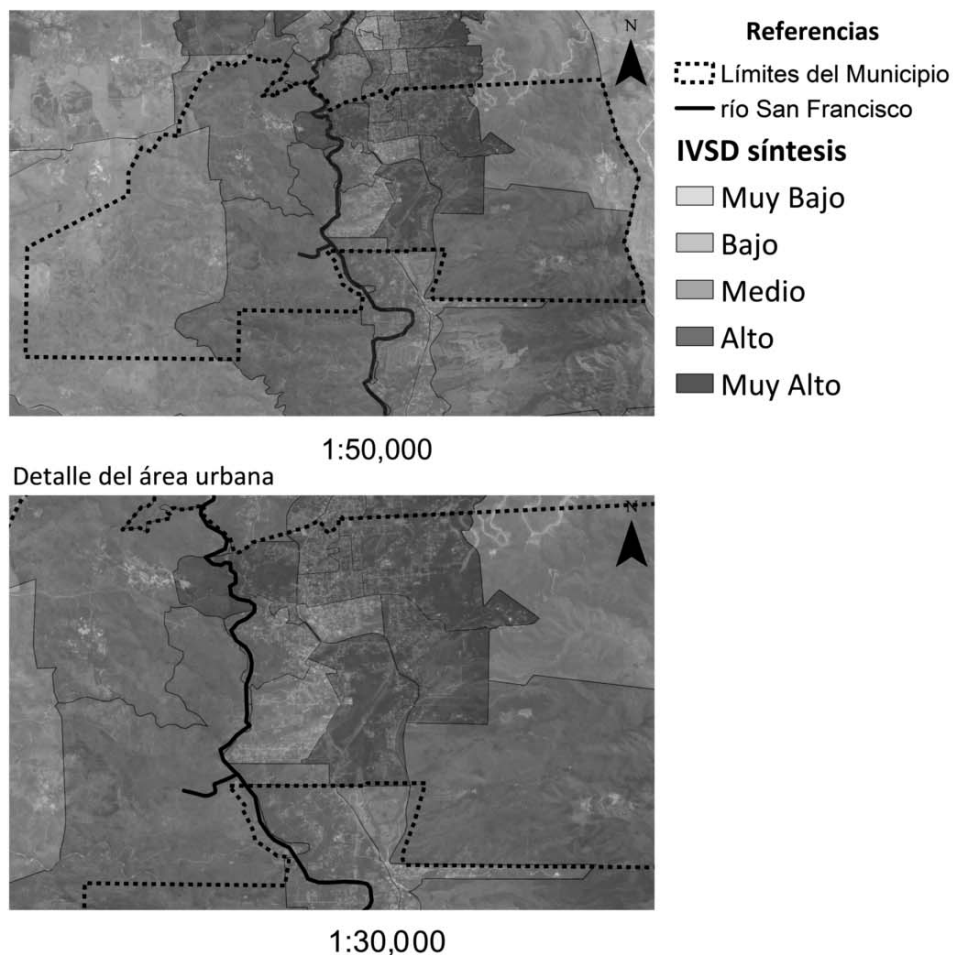 N
Referencias
Límites del Municipio
río San Francisco
IVSD síntesis
Muy Bajo
Bajo
Medio
Alto
Muy Alto
1:50,000
Detalle del área urbana
N
1:30,000